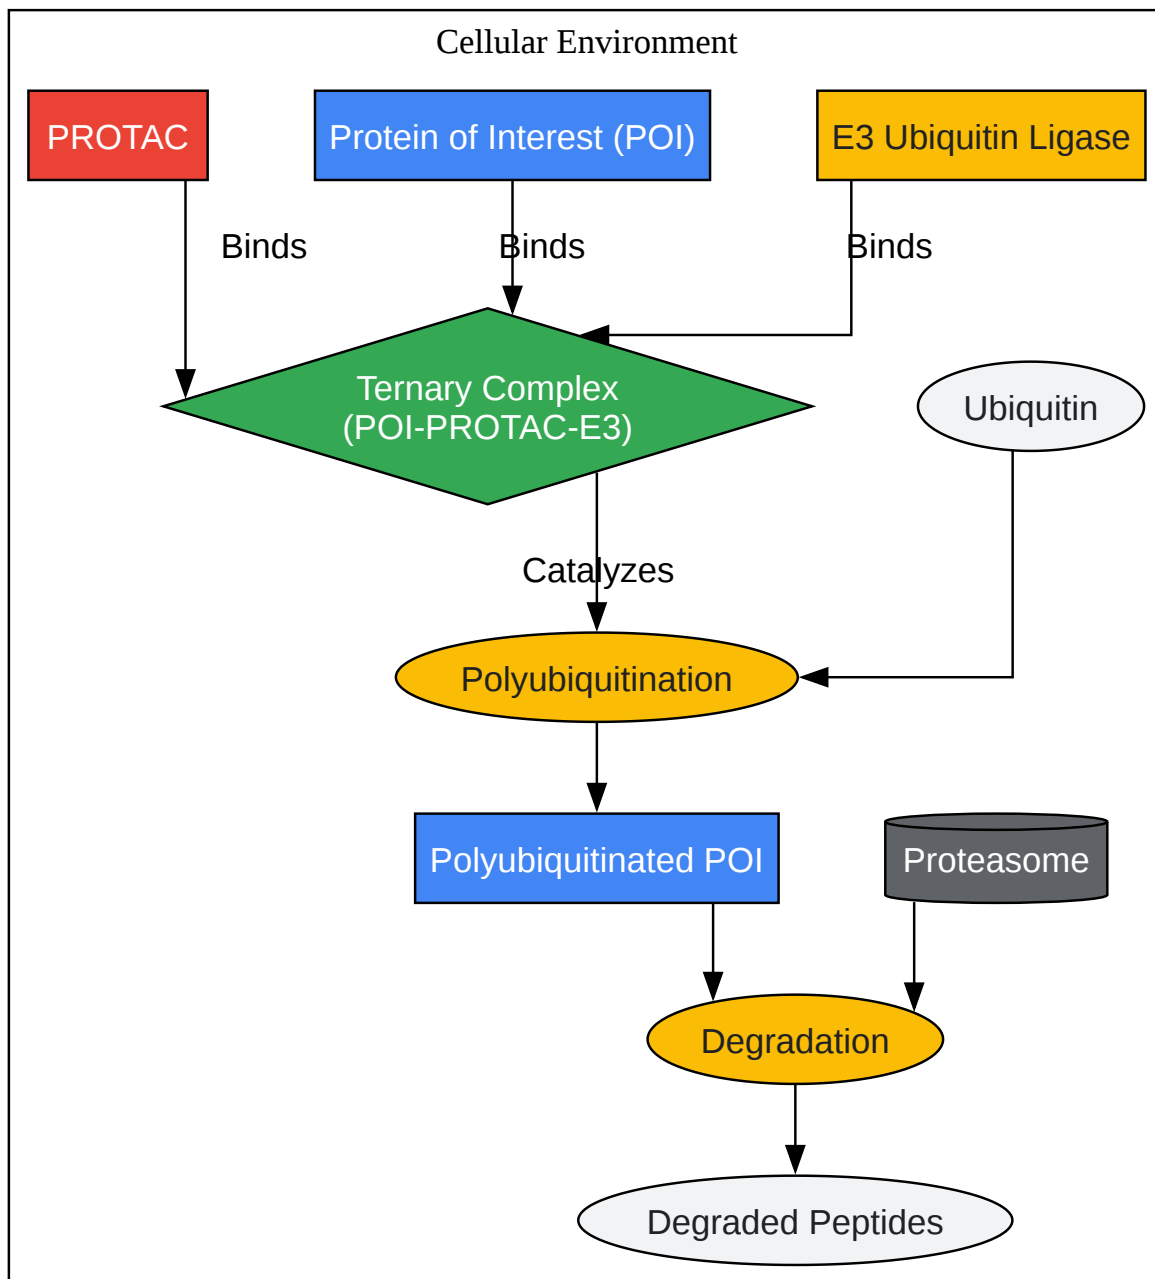 Cellular Environment
PROTAC
Protein of Interest (POI)
E3 Ubiquitin Ligase
Binds
Binds
Binds
Ternary Complex
(POI-PROTAC-E3)
Ubiquitin
Catalyzes
Polyubiquitination
Polyubiquitinated POI
Proteasome
Degradation
Degraded Peptides